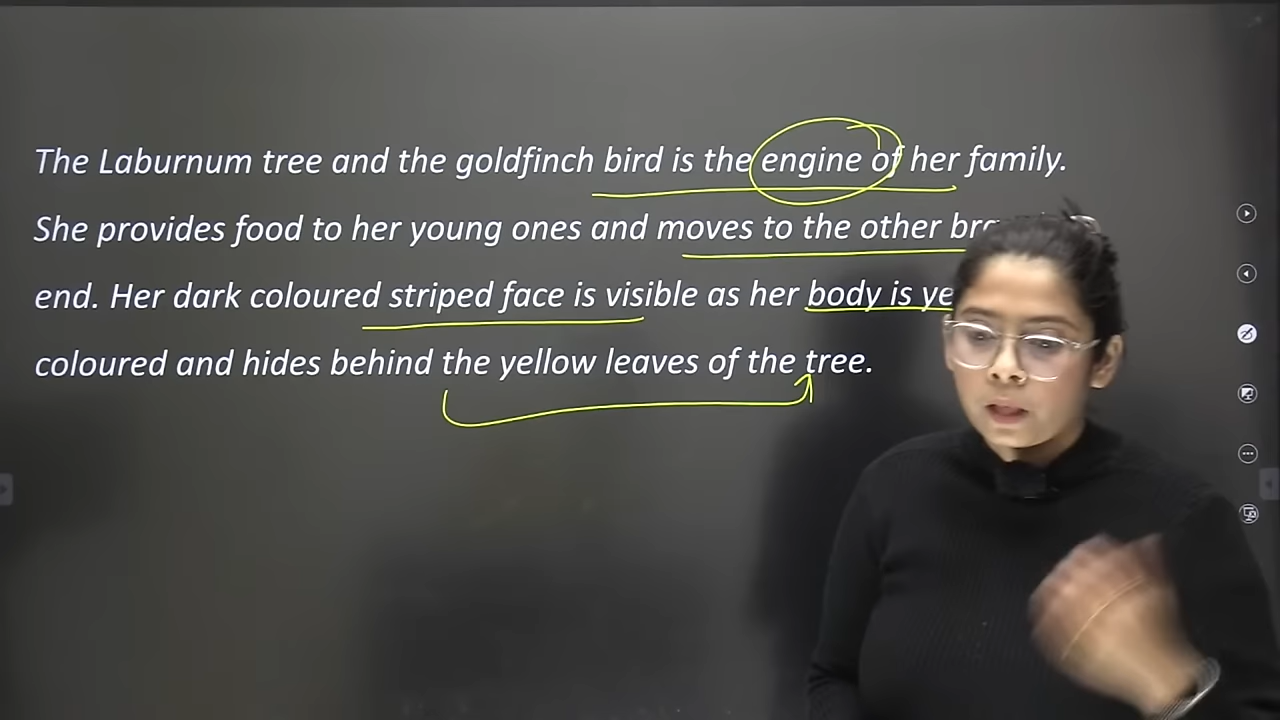 The Laburnum tree and the goldfinch bird is the engine of her family.
She provides food to her young ones and moves to the other
end. Her dark coloured striped face is visible as her body is
coloured and hides behind the yellow leaves of the tree.